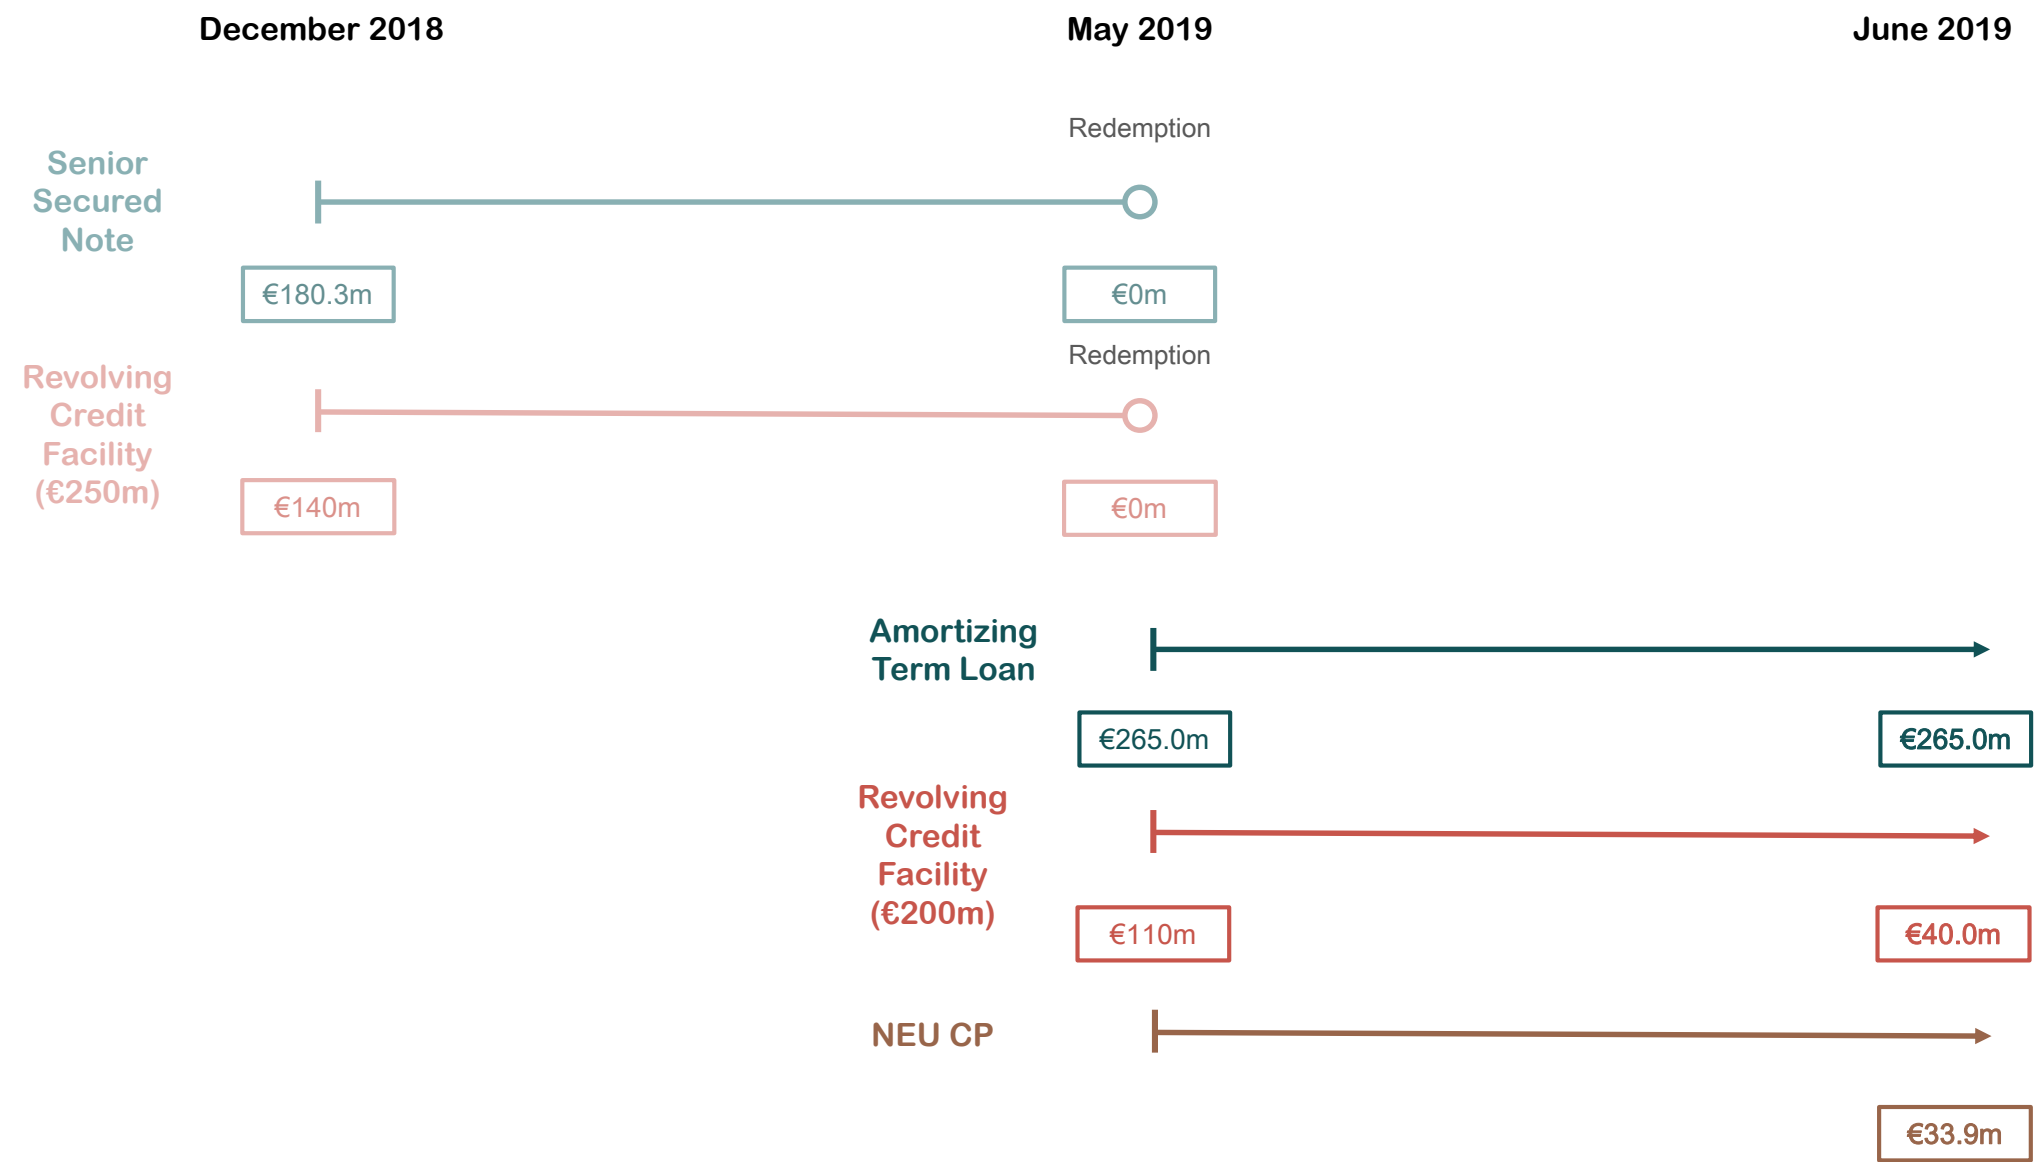 December 2018
May 2019
June 2019
Redemption
Senior
Secured
Note
€180.3m
€0m
Redemption
Revolving
Credit
Facility
(€250m)
€140m
€0m
Amortizing
Term Loan
€265.0m
€265.0m
Revolving
Credit
Facility
(€200m)
€110m
€40.0m
NEU CP
€33.9m